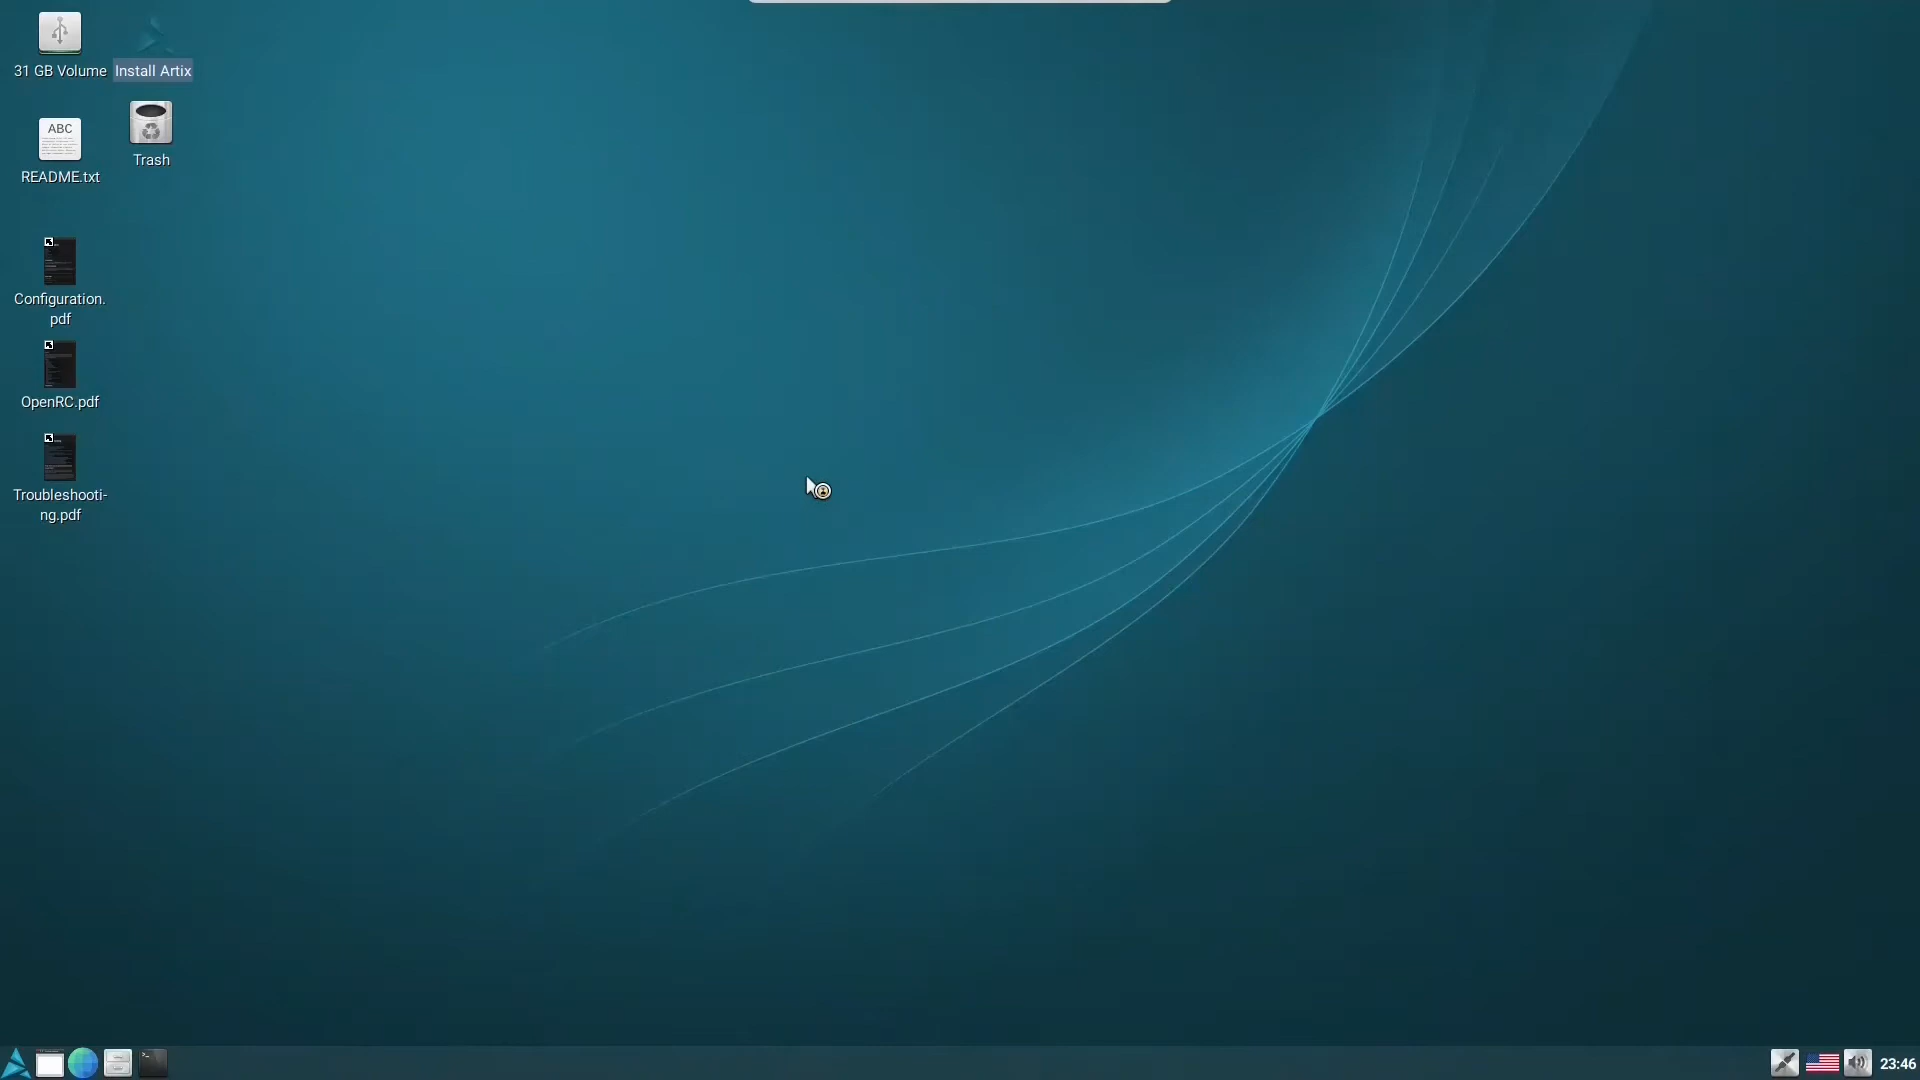 31 GB Volume
Install Artix
ABC
README.txt
Trash
Configuration.
pdf
OpenRC.pdf
Troubleshooti-
ng.pdf
23:46